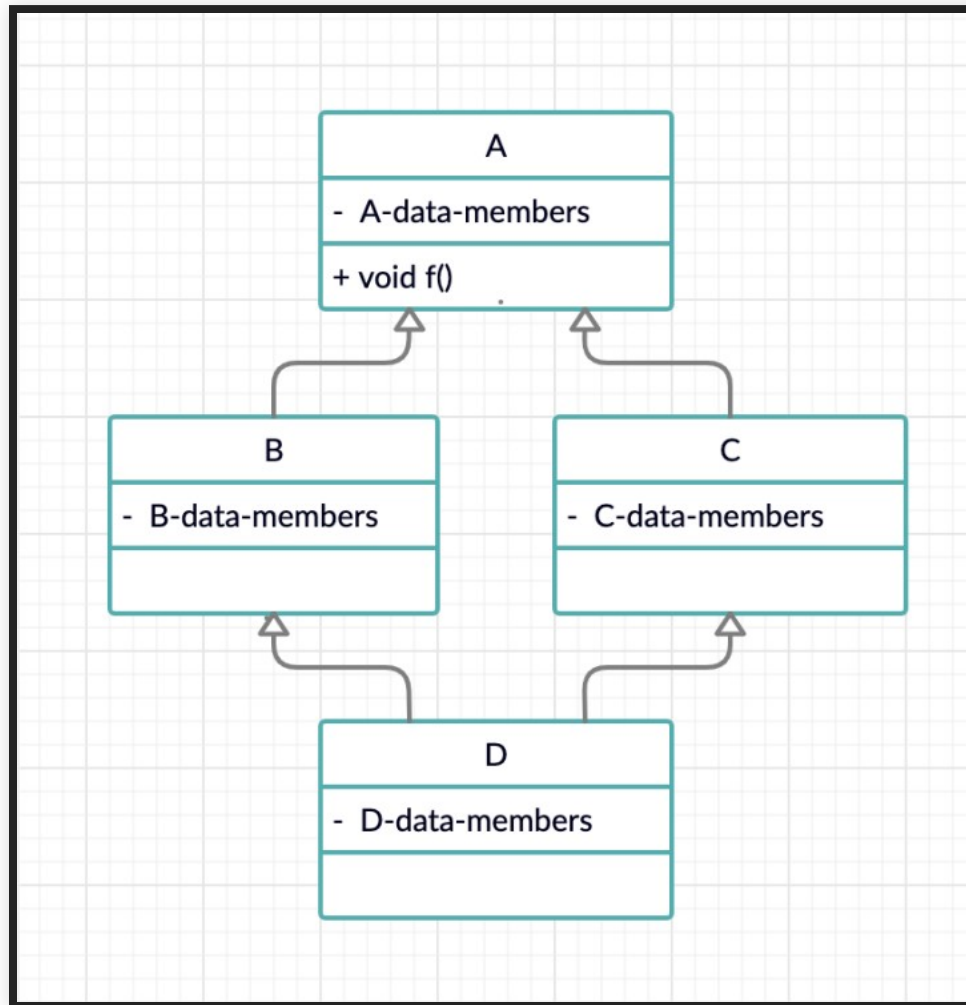 A
- A-data-members
+ void f()
B
- B-data-members
C
- C-data-members
D
- D-data-members